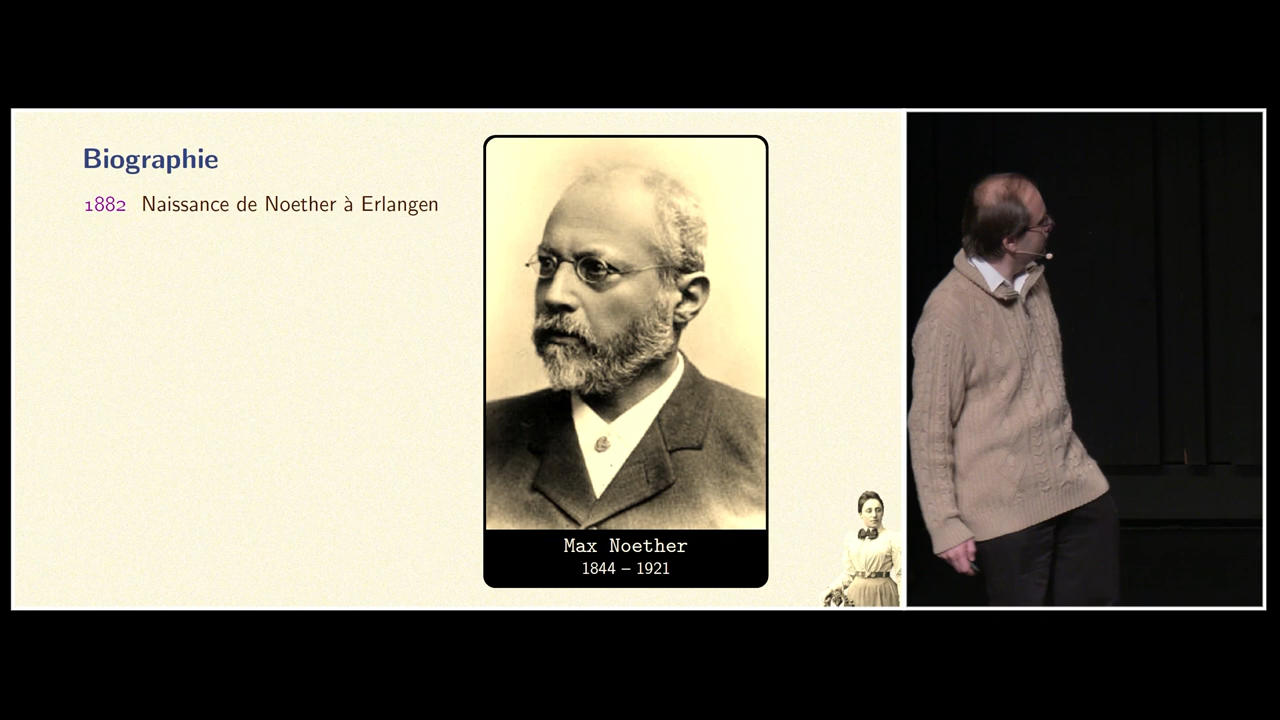 Biographie
1882 Naissance de Noether à Erlangen
Max Noether
1844 – 1921